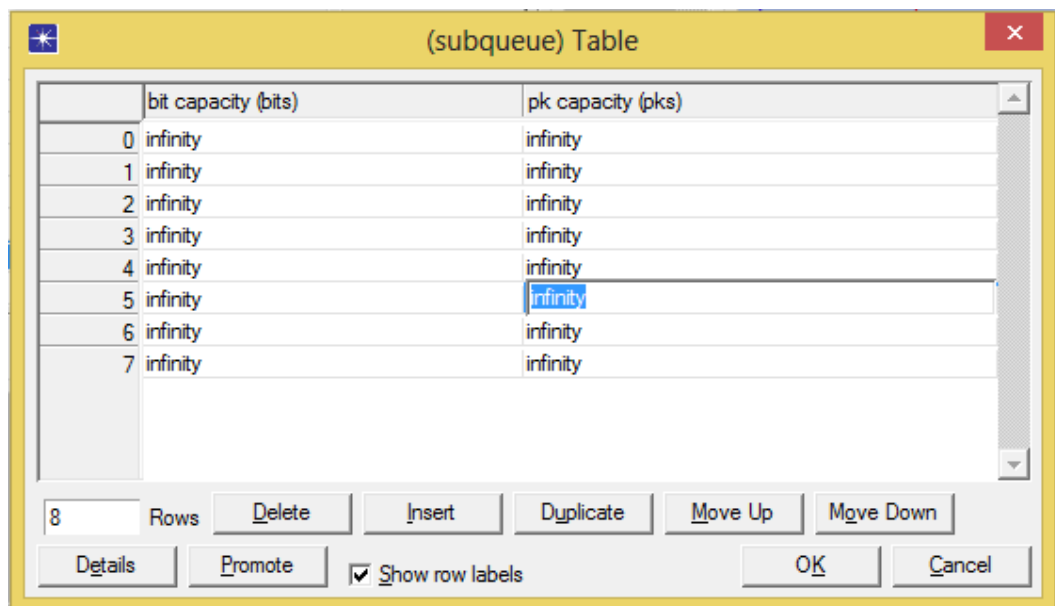 (subqueue) Table
bit capacity (bits) pk capacity (pks)
0 infinity infinity
1 infinity infinity
2 infinity infinity
3 infinity infinity
4 infinity infinity
5 infinity infinity
6 infinity infinity
7 infinity infinity
8 Rows Delete Insert Duplicate Move Up Move Down
Details Promote Show row labels OK Cancel